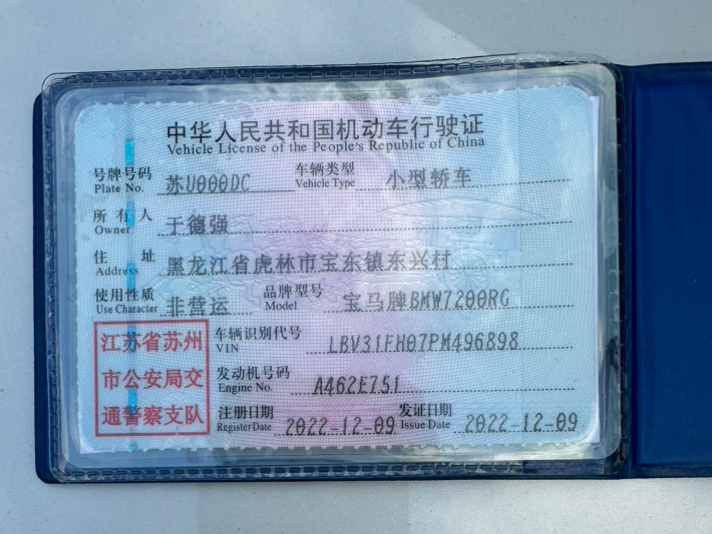 中华人民共和国机动车行驶证
Vehicle License of the People's Republic of China
号牌号码 苏U000DC 车辆类型 小型轿车
Plate No. Vehicle Type
所有人 于德强
Owner
住址 黑龙江省虎林市宝东镇东兴村
Address
使用性质 非营运 品牌型号 宝马牌BMW7200RG
Use Character Model
江苏省苏州
市公安局交
通警察支队
车辆识别代号 LBV31FH07PM496898
VIN
发动机号码 A462E751
Engine No.
注册日期 2022-12-09 发证日期 2022-12-09
Register Date Issue Date